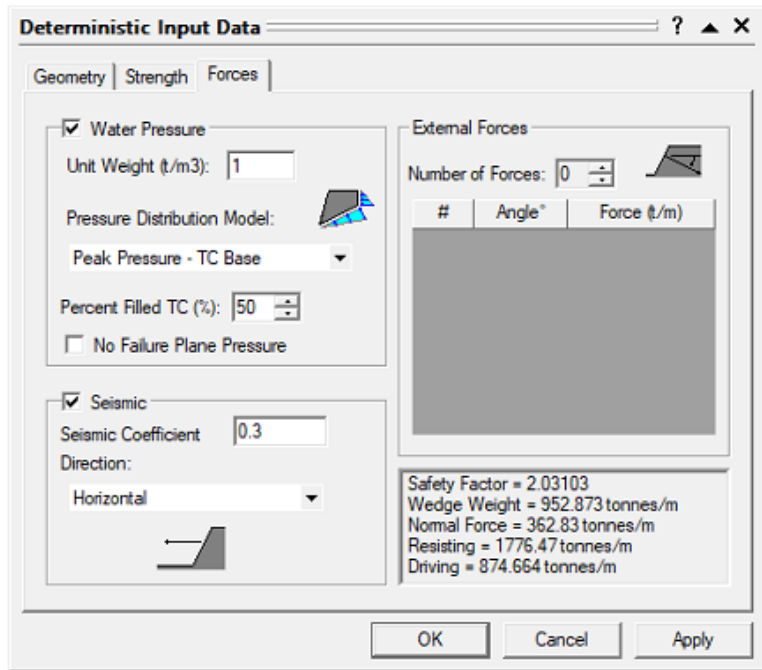 Deterministic Input Data ? ▲ ✕
Geometry Strength Forces
Water Pressure
Unit Weight (t/m3): 1
Pressure Distribution Model:
Peak Pressure - TC Base
Percent Filled TC (%): 50
No Failure Plane Pressure
Seismic
Seismic Coefficient 0.3
Direction:
Horizontal
External Forces
Number of Forces: 0
# Angle° Force (t/m)
Safety Factor = 2.03103
Wedge Weight = 952.873 tonnes/m
Normal Force = 362.83 tonnes/m
Resisting = 1776.47 tonnes/m
Driving = 874.664 tonnes/m
OK Cancel Apply